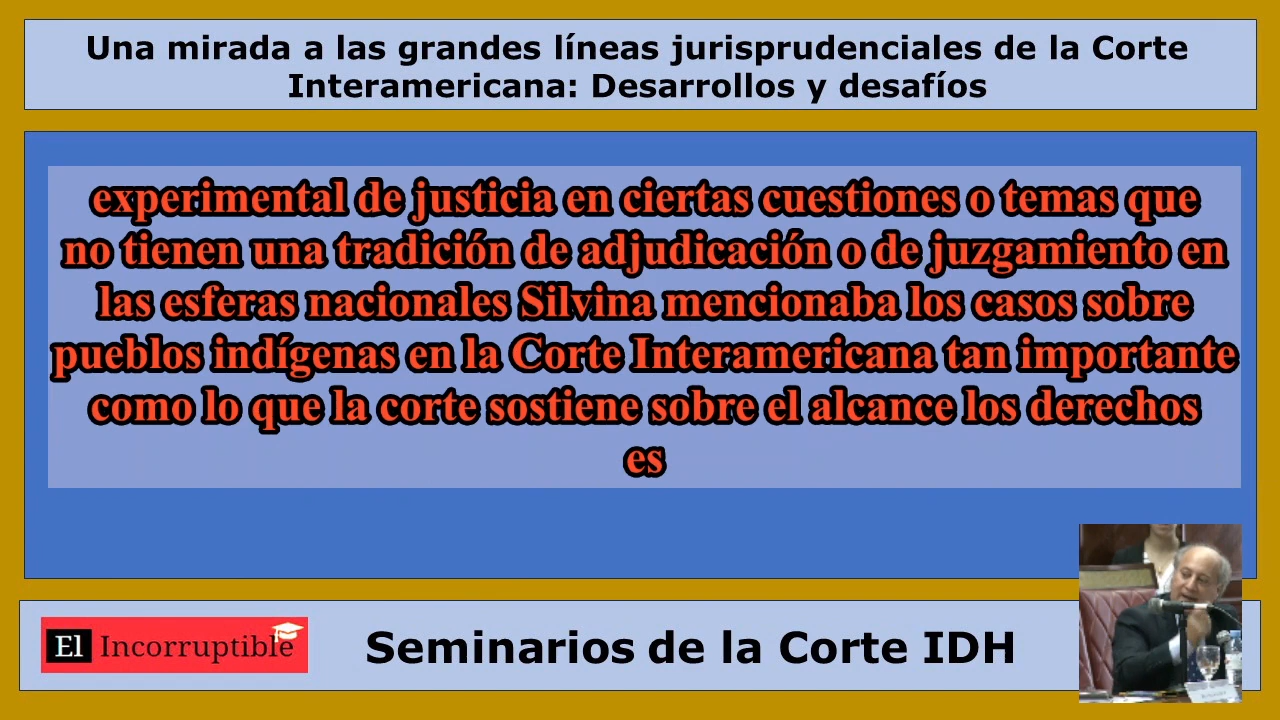 Una mirada a las grandes líneas jurisprudenciales de la Corte
Interamericana: Desarrollos y desafíos
experimental de justicia en ciertas cuestiones o temas que
no tienen una tradición de adjudicación o de juzgamiento en
las esferas nacionales Silvina mencionaba los casos sobre
pueblos indígenas en la Corte Interamericana tan importante
como lo que la corte sostiene sobre el alcance los derechos
es
El Incorruptible
Seminarios de la Corte IDH